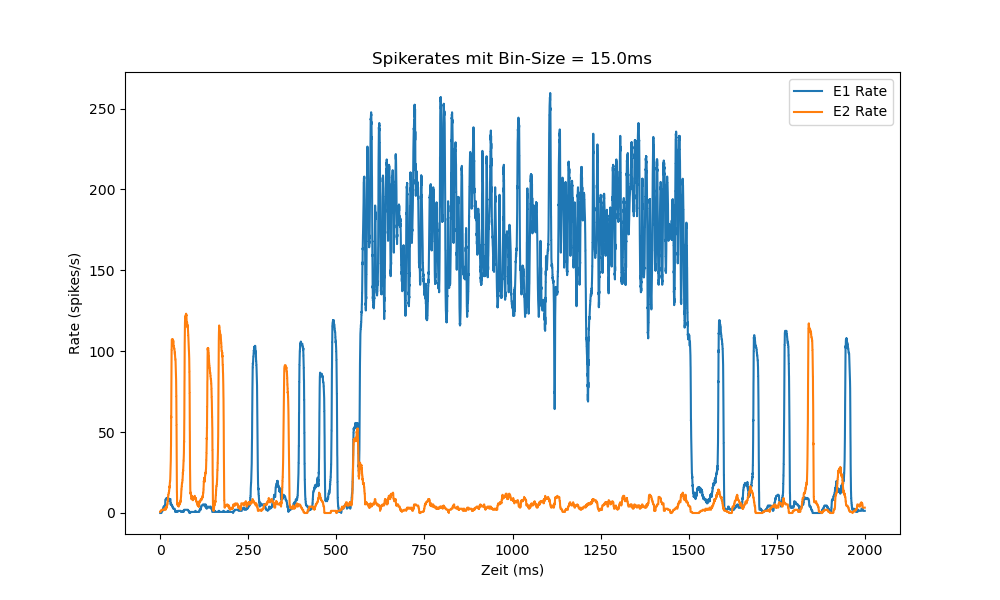 Spikerates mit Bin-Size = 15.0ms
E1 Rate
E2 Rate
250
200
150
100
50
0
Rate (spikes/s)
0 250 500 750 1000 1250 1500 1750 2000
Zeit (ms)